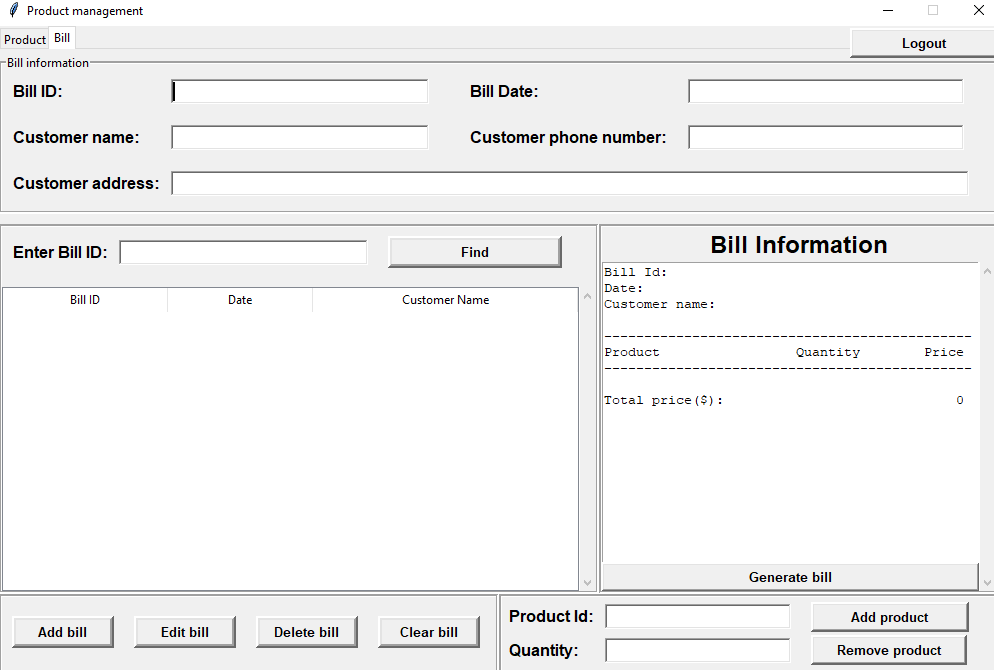 Product management
Product Bill
Logout
Bill information
Bill ID: Bill Date:
Customer name: Customer phone number:
Customer address:
Enter Bill ID: Find
Bill ID Date Customer Name
Bill Information
Bill Id:
Date:
Customer name:
----------------------------------------------
Product Quantity Price
----------------------------------------------
Total price($): 0
Generate bill
Add bill Edit bill Delete bill Clear bill
Product Id: Add product
Quantity: Remove product